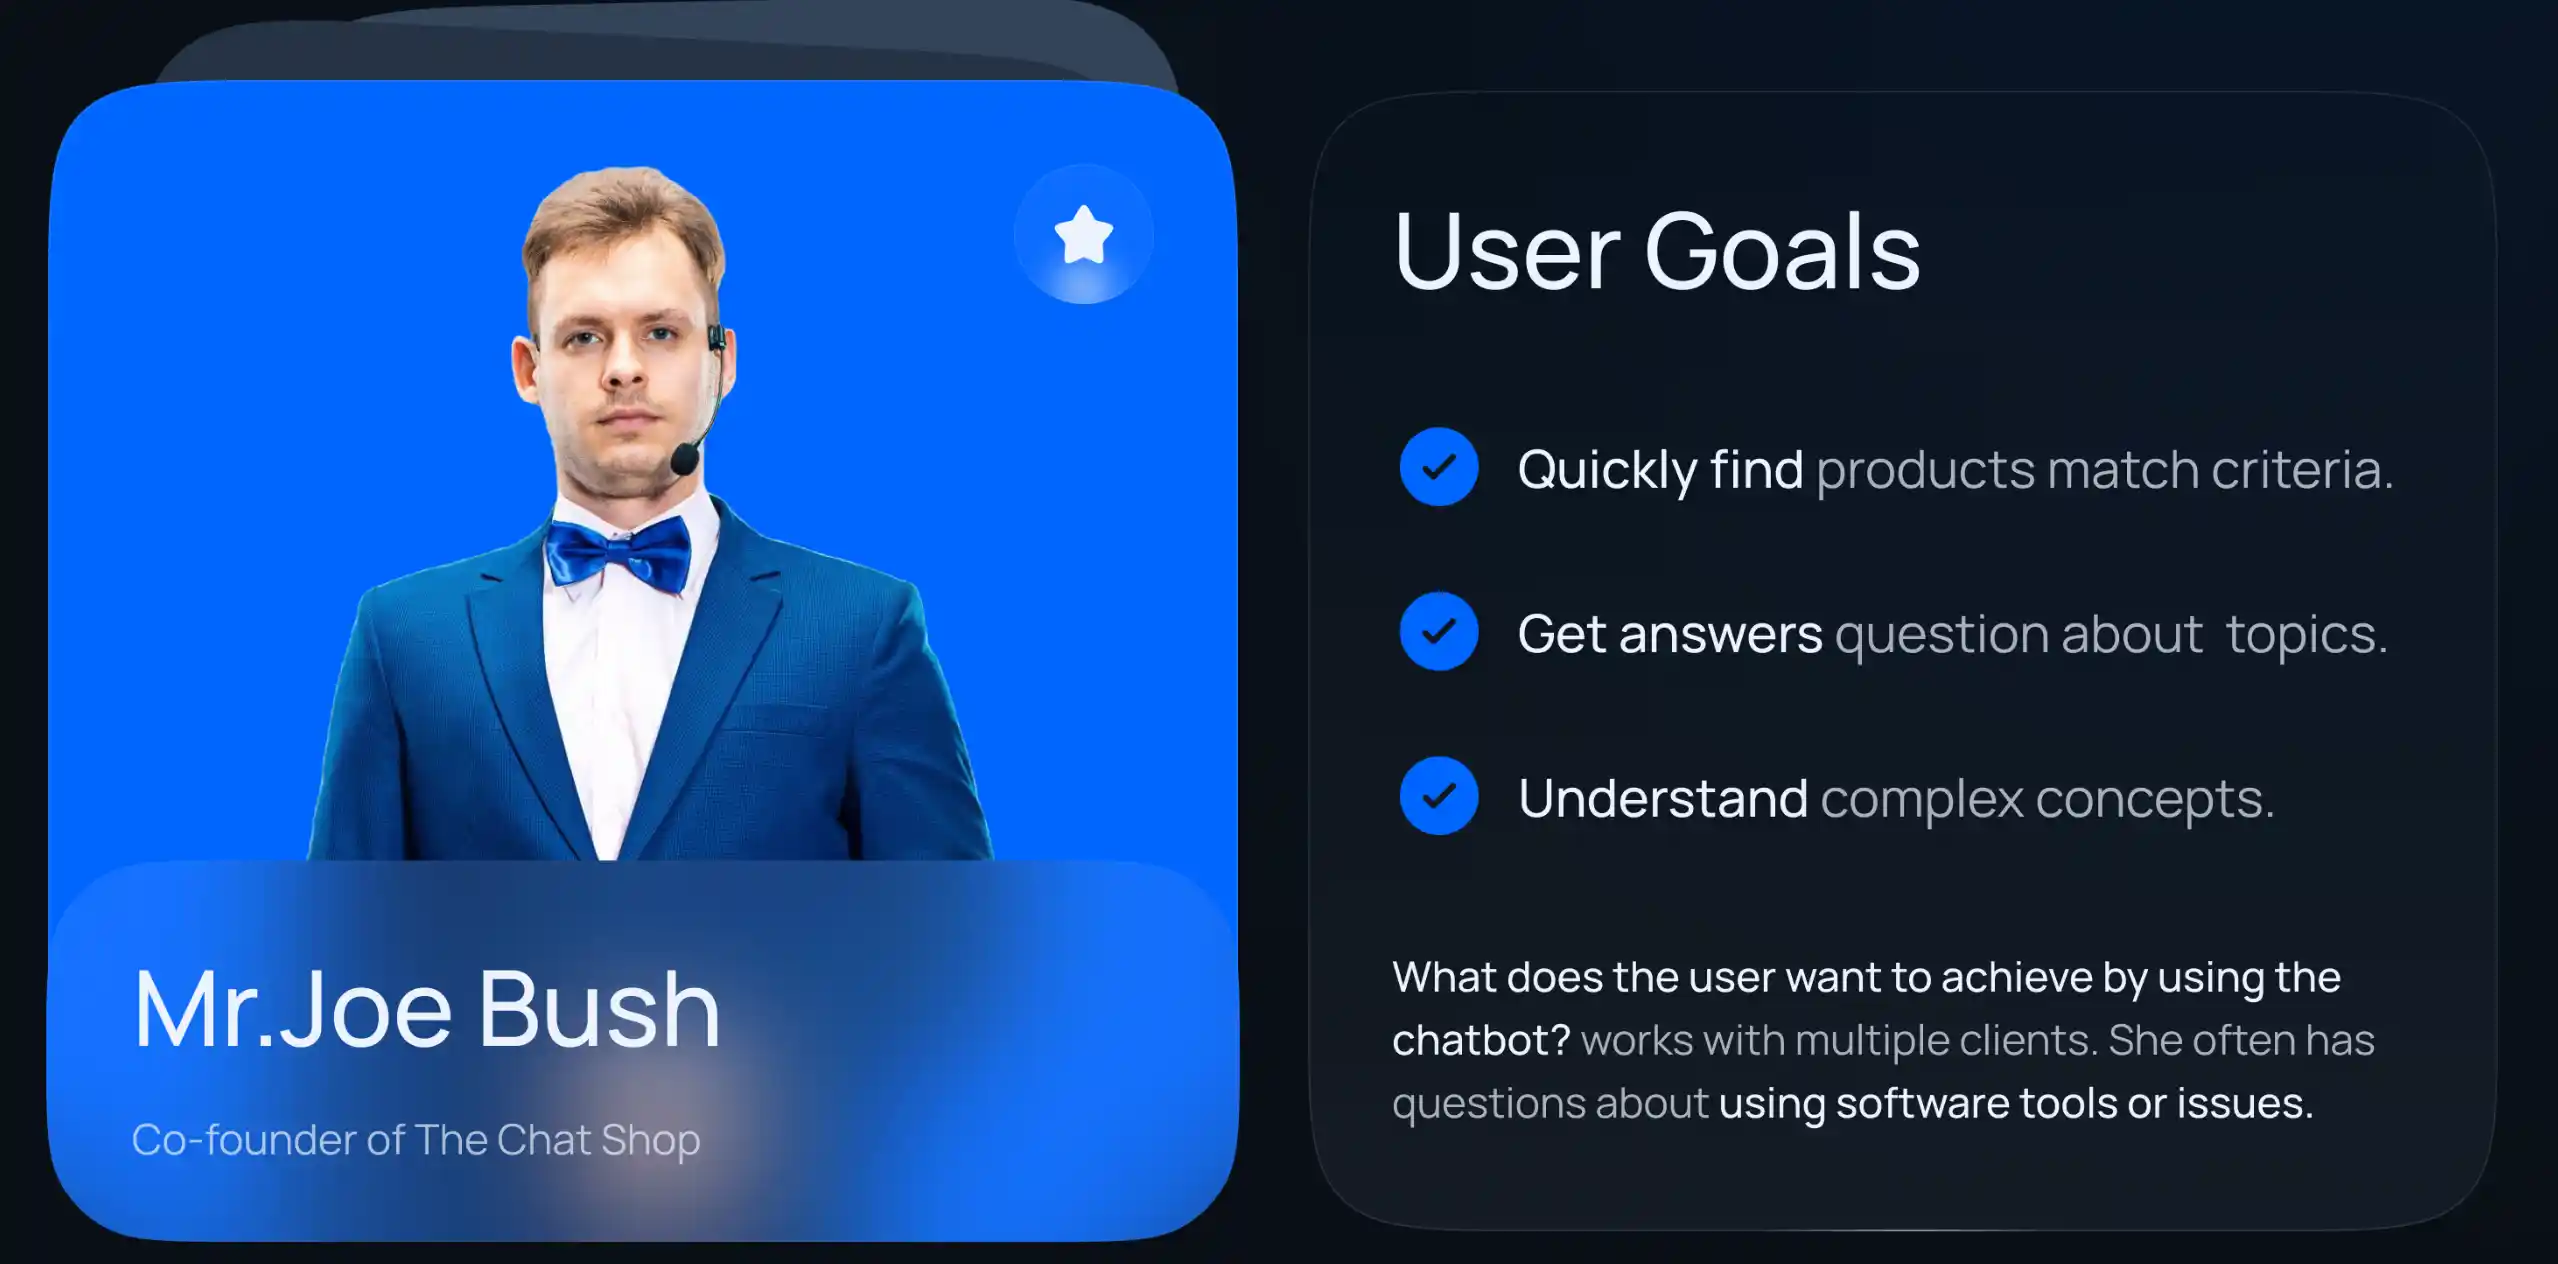 Mr.Joe Bush
Co-founder of The Chat Shop
User Goals
Quickly find products match criteria.
Get answers question about  topics.
Understand complex concepts.
What does the user want to achieve by using the
chatbot? works with multiple clients. She often has
questions about using software tools or issues.